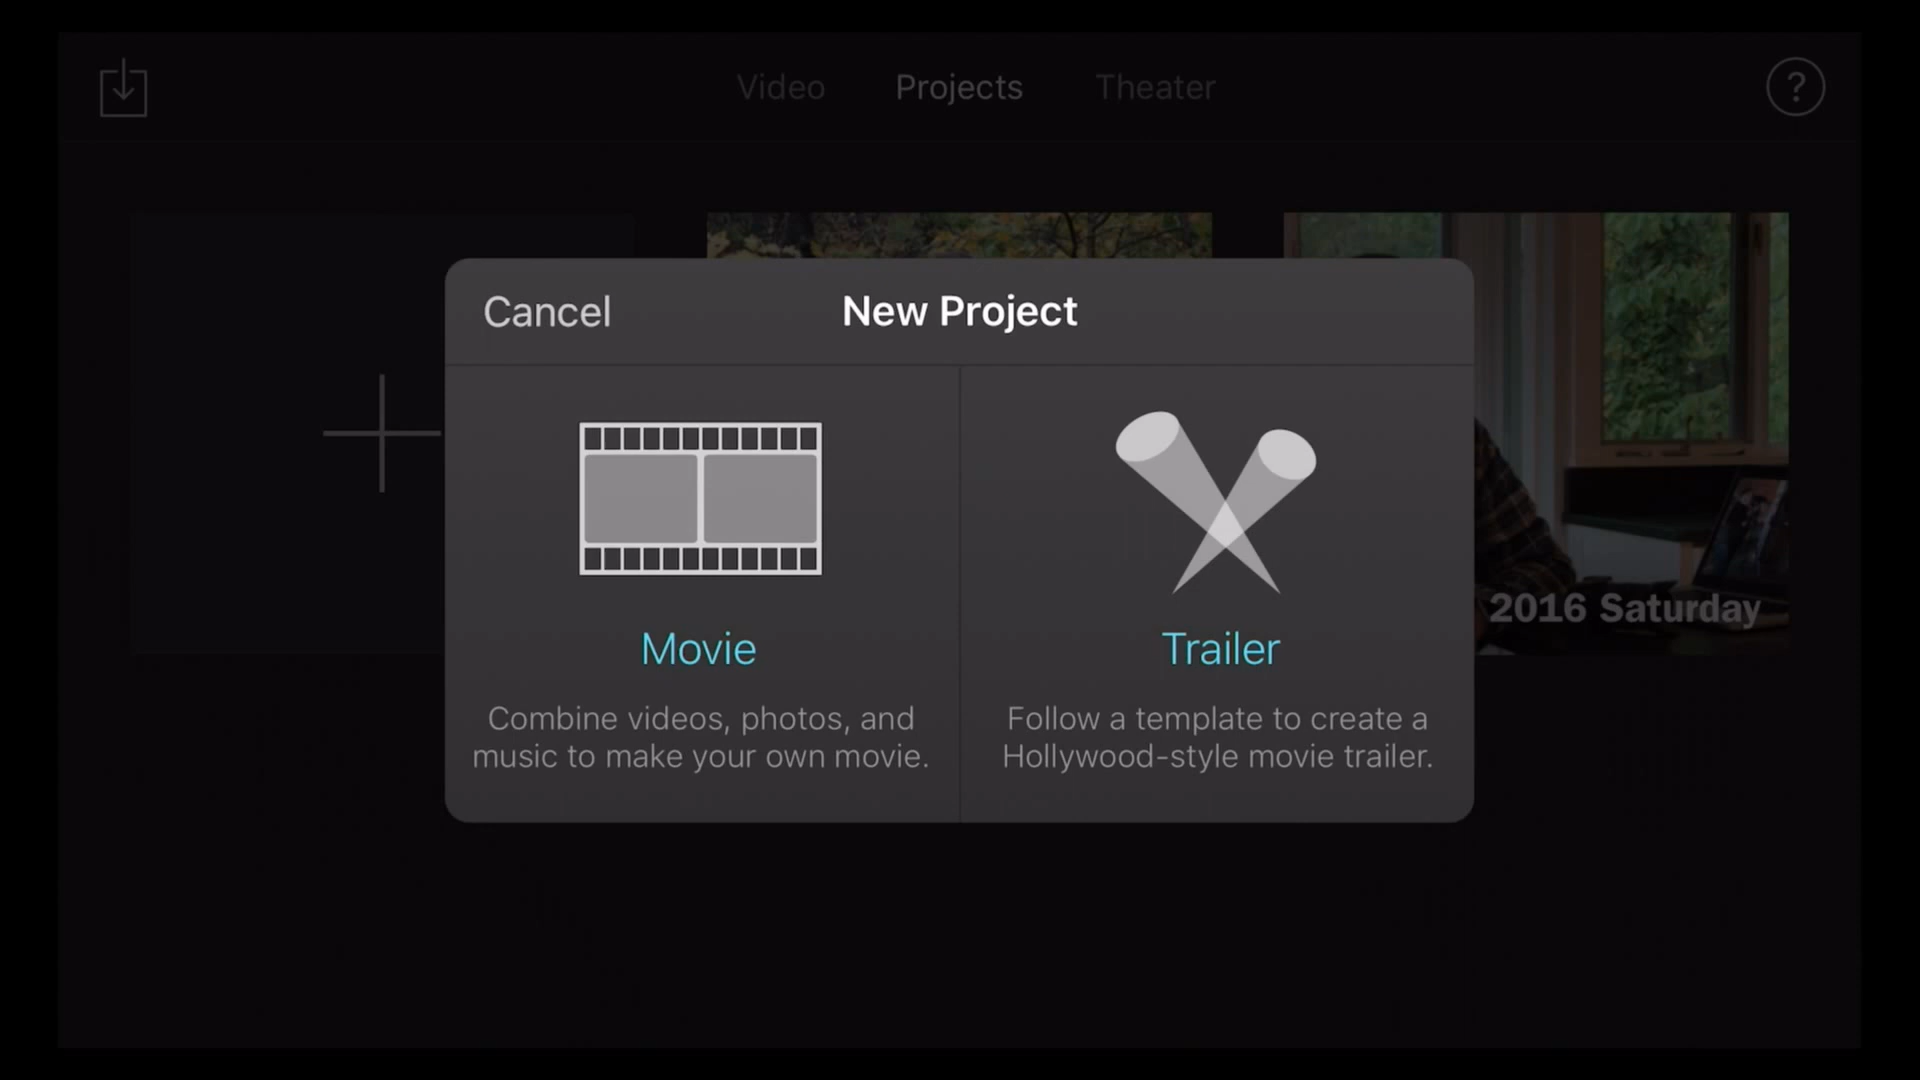 Video Projects Theater ?
Cancel New Project
Movie Trailer
Combine videos, photos, and
music to make your own movie.
Follow a template to create a
Hollywood-style movie trailer.
2016 Saturday